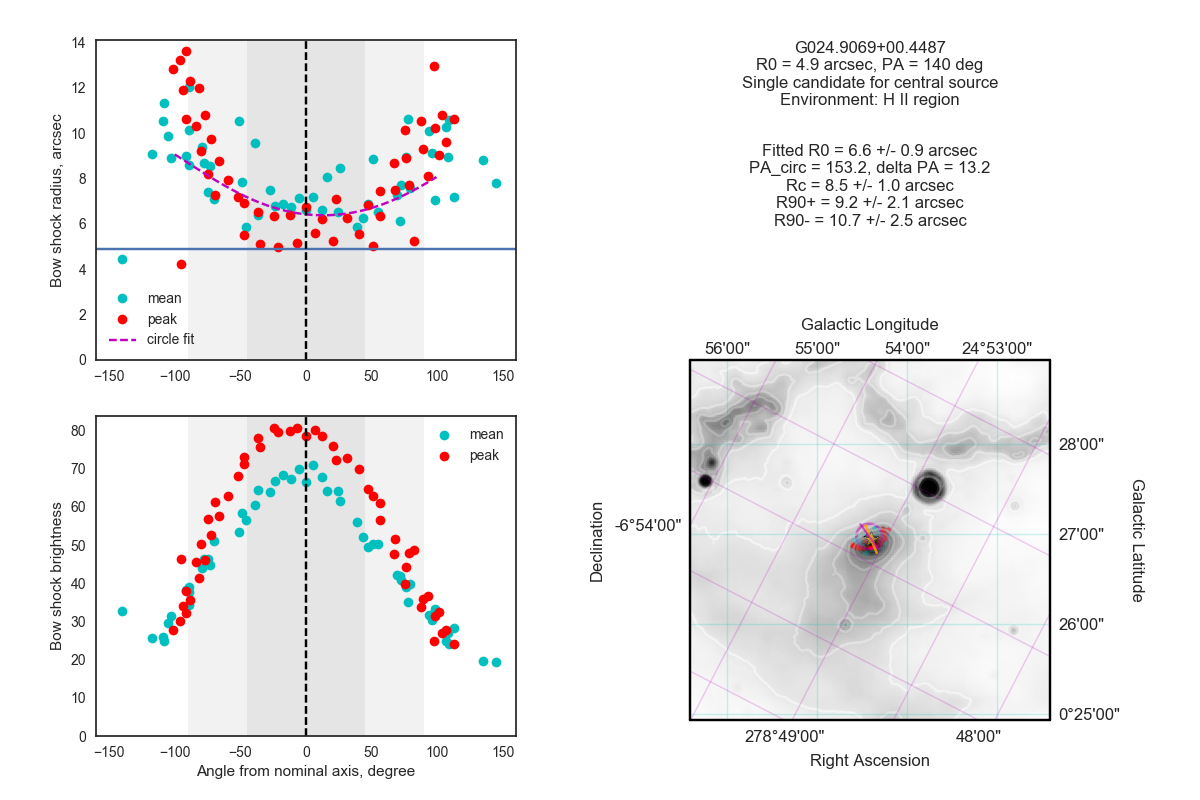 14
12
10
8
6
4
2
0
Bow shock radius, arcsec
mean
peak
circle fit
−150 −100 −50 0 50 100 150
80
70
60
50
40
30
20
10
0
Bow shock brightness
mean
peak
−150 −100 −50 0 50 100 150
Angle from nominal axis, degree
G024.9069+00.4487
R0 = 4.9 arcsec, PA = 140 deg
Single candidate for central source
Environment: H II region
Fitted R0 = 6.6 +/- 0.9 arcsec
PA_circ = 153.2, delta PA = 13.2
Rc = 8.5 +/- 1.0 arcsec
R90+ = 9.2 +/- 2.1 arcsec
R90- = 10.7 +/- 2.5 arcsec
Galactic Longitude
56'00" 55'00" 54'00" 24°53'00"
28'00"
27'00"
26'00"
0°25'00"
Galactic Latitude
-6°54'00"
Declination
278°49'00" 48'00"
Right Ascension